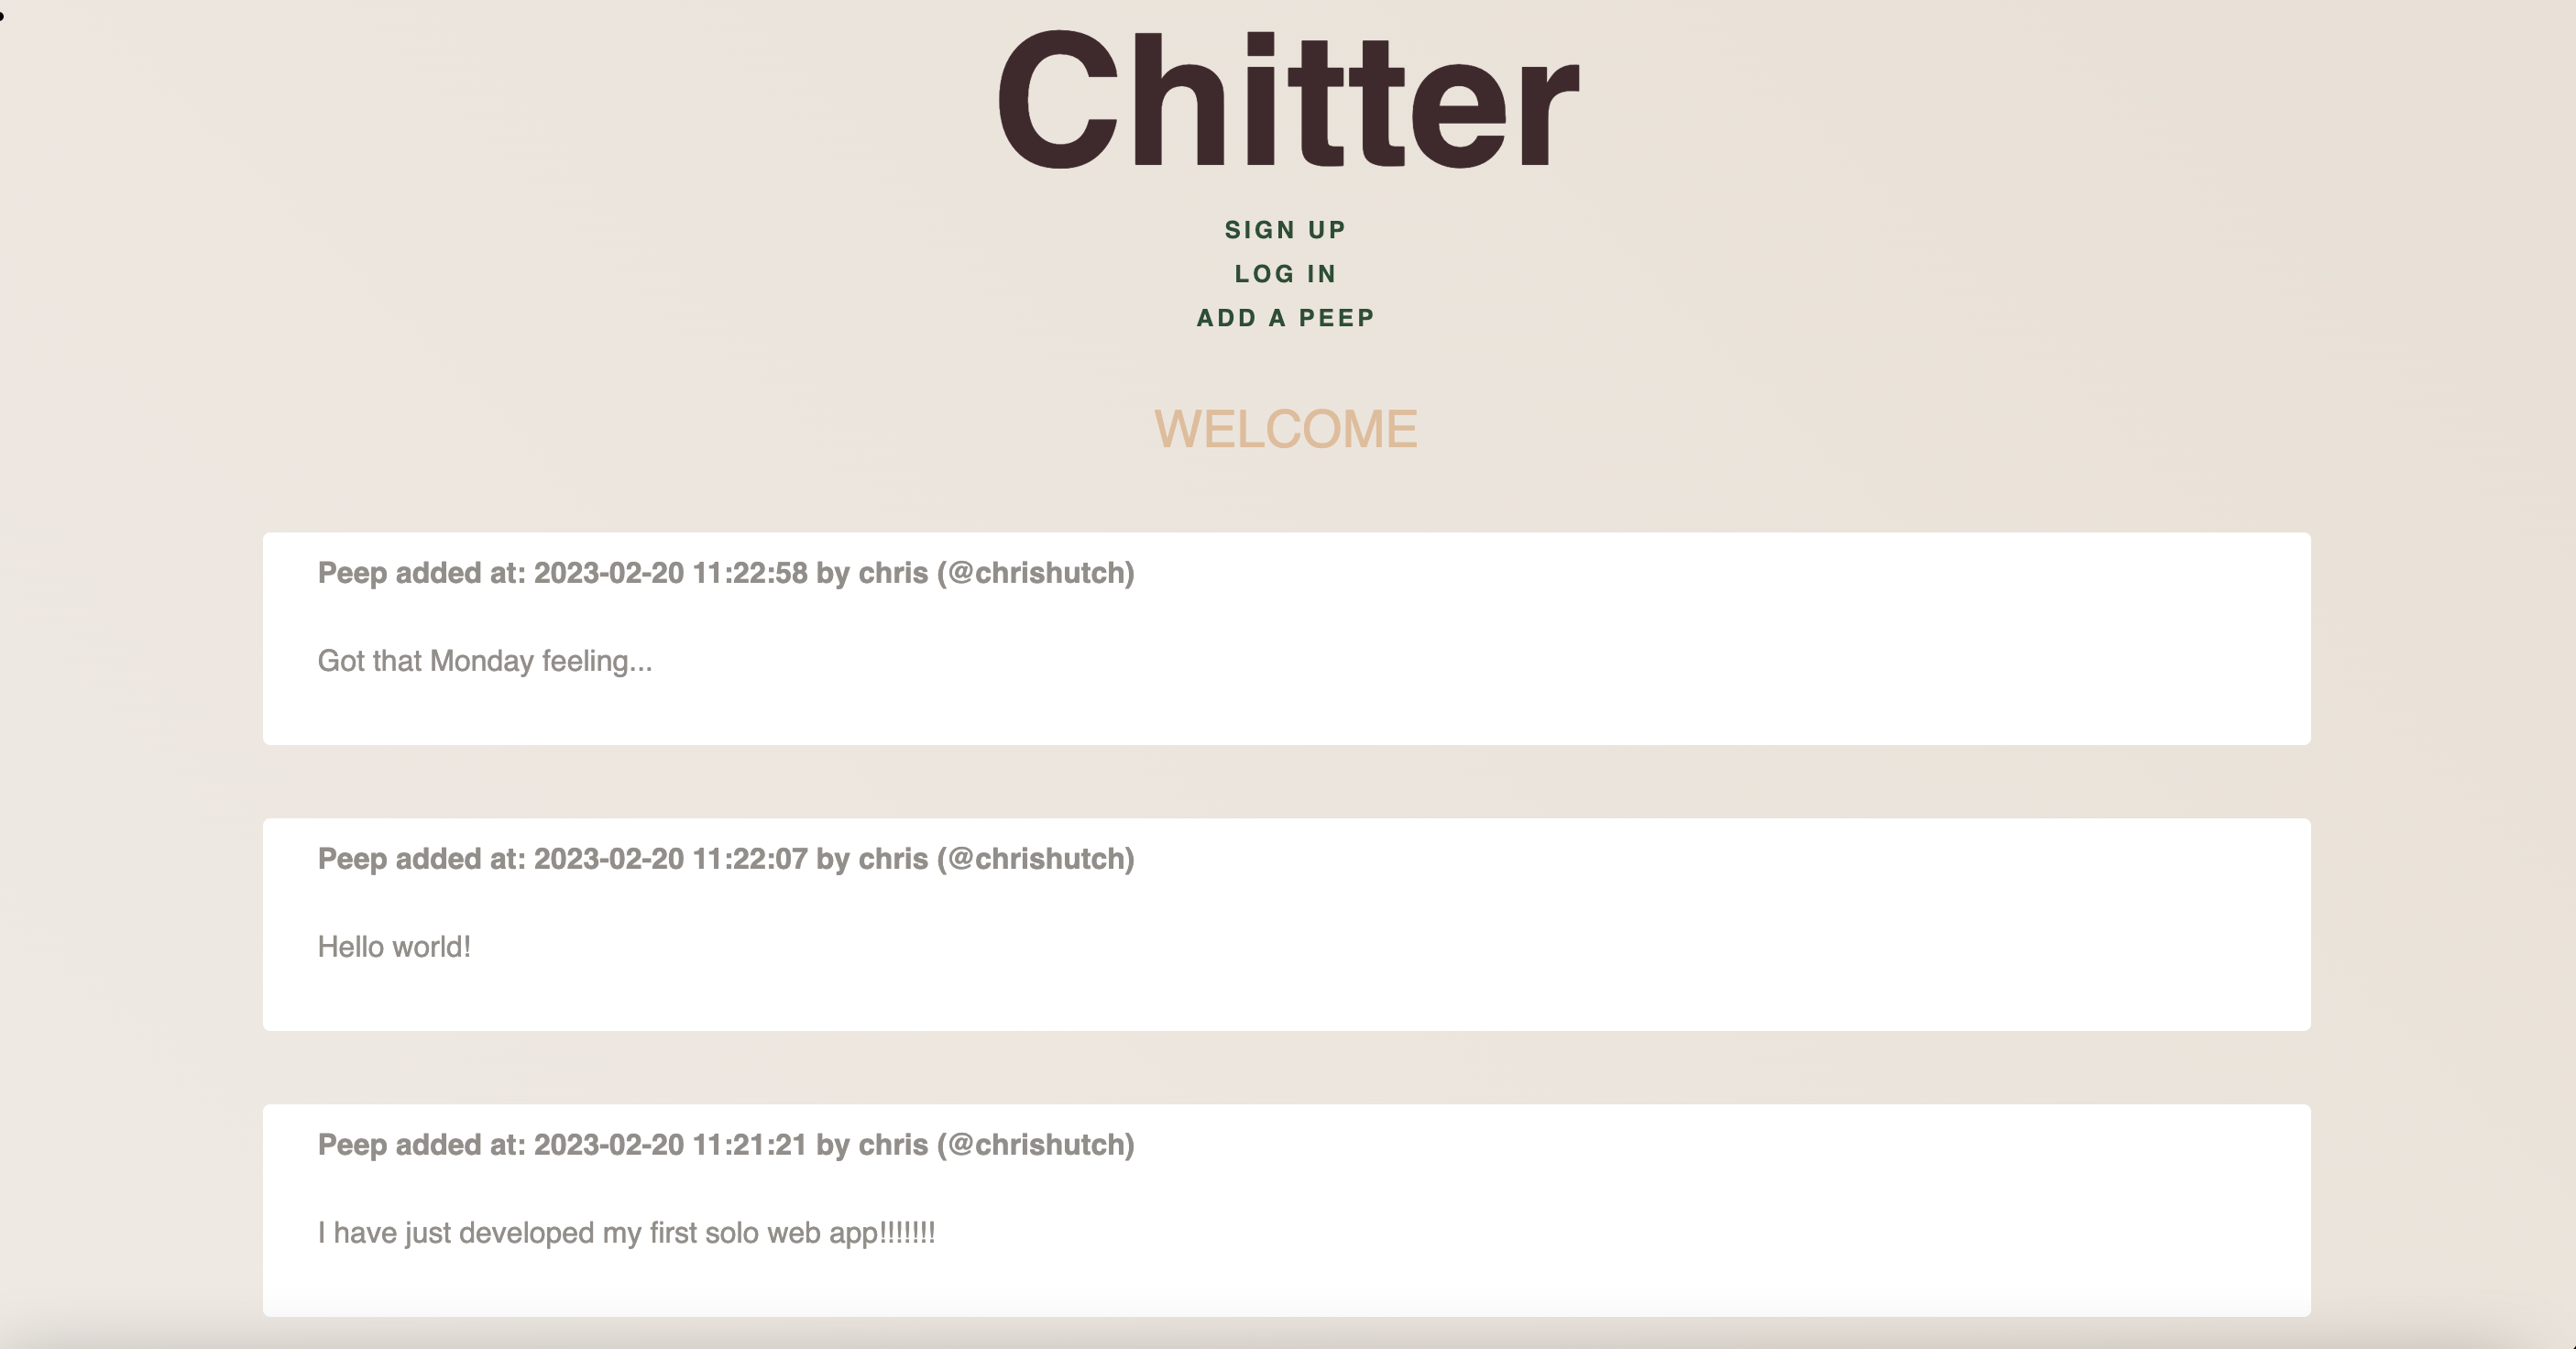 Chitter
SIGN UP
LOG IN
ADD A PEEP
WELCOME
Peep added at: 2023-02-20 11:22:58 by chris (@chrishutch)
Got that Monday feeling...
Peep added at: 2023-02-20 11:22:07 by chris (@chrishutch)
Hello world!
Peep added at: 2023-02-20 11:21:21 by chris (@chrishutch)
I have just developed my first solo web app!!!!!!!